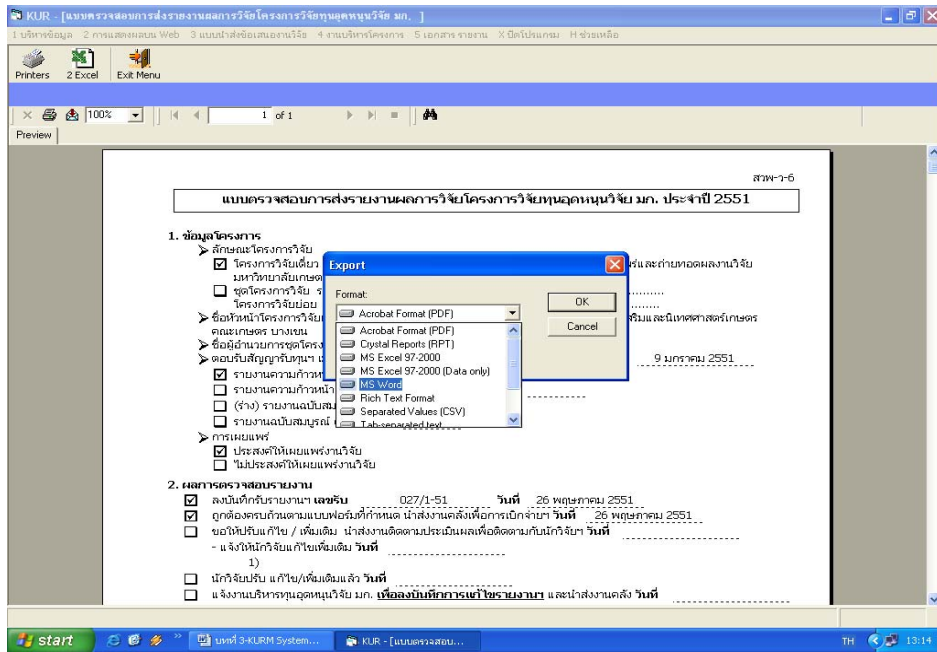 KUR - [แบบตรวจสอบการส่งรายงานผลการวิจัยโครงการวิจัยทุนอุดหนุนวิจัย มก. ]
1 บริหารข้อมูล 2 การแสดงผลบน Web 3 แบบนำส่งข้อเสนองานวิจัย 4 งานบริหารโครงการ 5 เอกสาร รายงาน X ปิดโปรแกรม H ช่วยเหลือ
Printers 2 Excel Exit Menu
100% 1 of 1
Preview
สวพ-ว-6
แบบตรวจสอบการส่งรายงานผลการวิจัยโครงการวิจัยทุนอุดหนุนวิจัย มก. ประจำปี 2551
1. ข้อมูลโครงการ
ลักษณะโครงการวิจัย
โครงการวิจัยเดี่ยว ร์และถ่ายทอดผลงานวิจัย
มหาวิทยาลัยเกษต
ชุดโครงการวิจัย ร
โครงการวิจัยย่อย
ชื่อหัวหน้าโครงการวิจัย สริมและนิเทศศาสตร์เกษตร
คณะเกษตร บางเขน
ชื่อผู้อำนวยการชุดโครง
ตอบรับสัญญารับทุนฯ เ 9 มกราคม 2551
รายงานความก้าวห
รายงานความก้าวหน้า
(ร่าง) รายงานฉบับสม
รายงานฉบับสมบูรณ์
การเผยแพร่
ประสงค์ให้เผยแพร่งานวิจัย
ไม่ประสงค์ให้เผยแพร่งานวิจัย
Export
Format:
Acrobat Format (PDF)
OK
Cancel
Acrobat Format (PDF)
Crystal Reports (RPT)
MS Excel 97-2000
MS Excel 97-2000 (Data only)
MS Word
Rich Text Format
Separated Values (CSV)
Tab-separated text
2. ผลการตรวจสอบรายงาน
ลงบันทึกรับรายงานฯ เลขรับ 027/1-51 วันที่ 26 พฤษภาคม 2551
ถูกต้องครบถ้วนตามแบบฟอร์มที่กำหนด นำส่งงานคลังเพื่อการเบิกจ่ายฯ วันที่ 26 พฤษภาคม 2551
ขอให้ปรับแก้ไข / เพิ่มเติม นำส่งงานติดตามประเมินผลเพื่อติดตามกับนักวิจัยฯ วันที่
- แจ้งให้นักวิจัยแก้ไขเพิ่มเติม วันที่
1)
นักวิจัยปรับ แก้ไข/เพิ่มเติมแล้ว วันที่
แจ้งงานบริหารทุนอุดหนุนวิจัย มก. เพื่อลงบันทึกการแก้ไขรายงานฯ และนำส่งงานคลัง วันที่
start บทที่ 3-KURM System... KUR - [แบบตรวจสอบ... TH 13:14